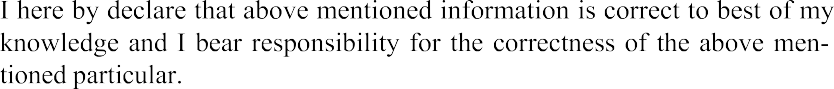 I here by declare that above mentioned information is correct to best of my
knowledge and I bear responsibility for the correctness of the above men-
tioned particular.